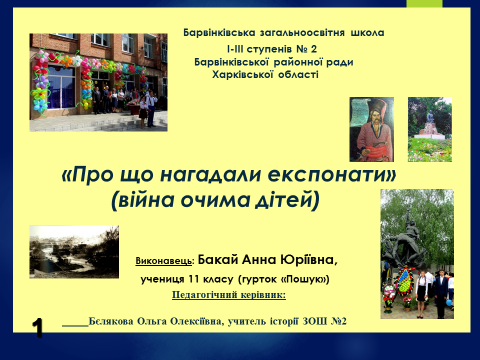 Барвінківська загальноосвітня школа
І-ІІІ ступенів № 2
Барвінківської районної ради
Харківської області
«Про що нагадали експонати»
(війна очима дітей)
Виконавець: Бакай Анна Юріївна,
учениця 11 класу (гурток «Пошук»)
Педагогічний керівник:
_____Бєлякова Ольга Олексіївна, учитель історії ЗОШ №2
1